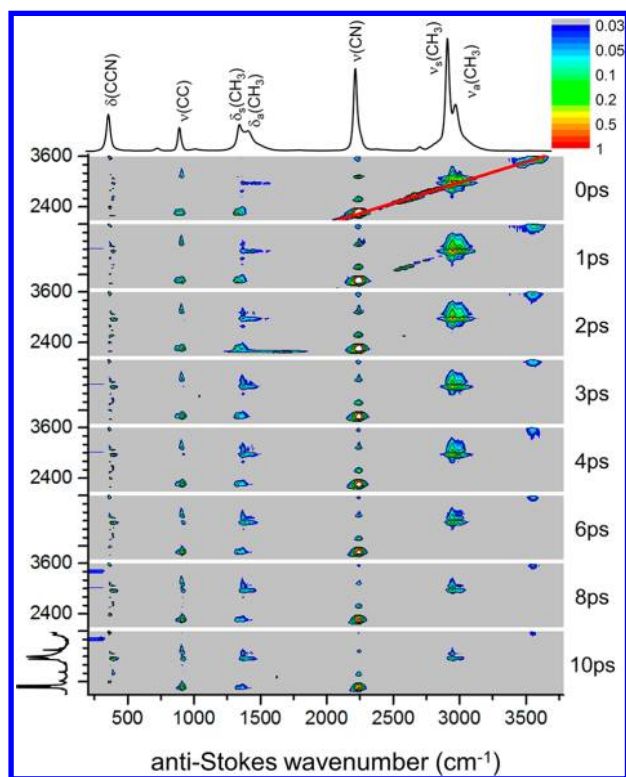 δ(CCN)
ν(CC)
δs(CH3)
δa(CH3)
ν(CN)
νs(CH3)
νa(CH3)
0.03
0.05
0.1
0.2
0.5
1
3600
2400
0ps
1ps
3600
2400
2ps
3ps
3600
2400
4ps
6ps
3600
2400
8ps
10ps
500 1000 1500 2000 2500 3000 3500
anti-Stokes wavenumber (cm⁻¹)